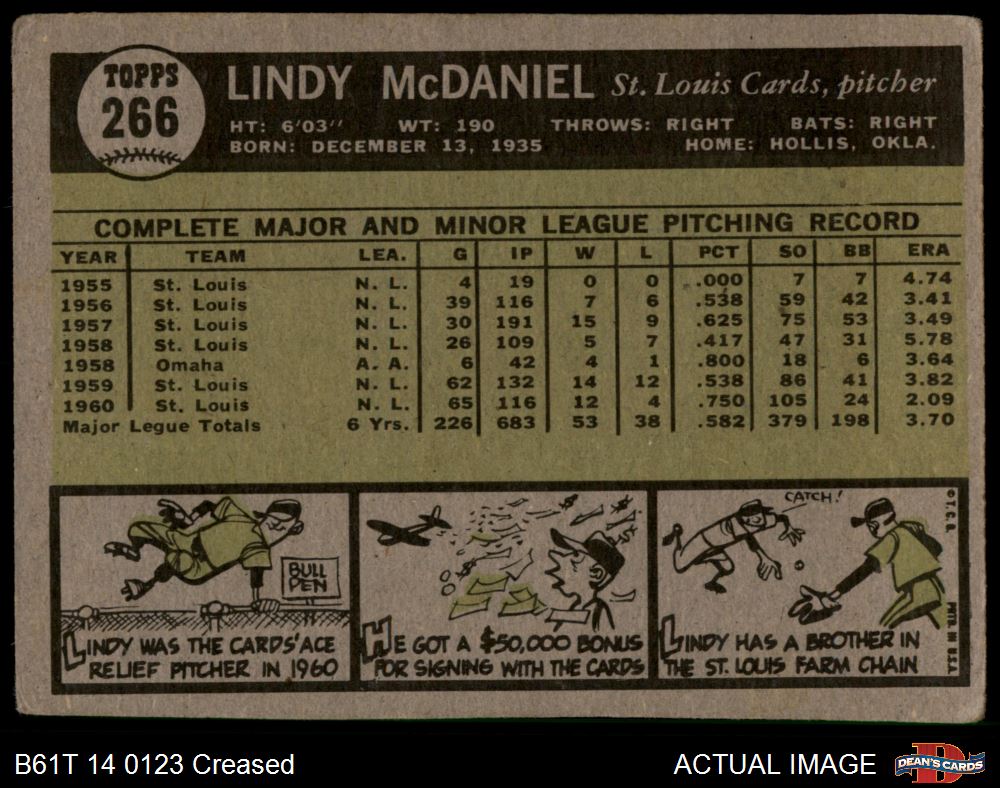 TOPPS
266
LINDY McDANIEL St. Louis Cards, pitcher
HT: 6'03'' WT: 190 THROWS: RIGHT BATS: RIGHT
BORN: DECEMBER 13, 1935 HOME: HOLLIS, OKLA.
COMPLETE MAJOR AND MINOR LEAGUE PITCHING RECORD
YEAR TEAM LEA. G IP W L PCT SO BB ERA
1955 St. Louis N. L. 4 19 0 0 .000 7 7 4.74
1956 St. Louis N. L. 39 116 7 6 .538 59 42 3.41
1957 St. Louis N. L. 30 191 15 9 .625 75 53 3.49
1958 St. Louis N. L. 26 109 5 7 .417 47 31 5.78
1958 Omaha A. A. 6 42 4 1 .800 18 6 3.64
1959 St. Louis N. L. 62 132 14 12 .538 86 41 3.82
1960 St. Louis N. L. 65 116 12 4 .750 105 24 2.09
Major Legue Totals 6 Yrs. 226 683 53 38 .582 379 198 3.70
BULL
PEN
LINDY WAS THE CARDS' ACE
RELIEF PITCHER IN 1960
HE GOT A $50,000 BONUS
FOR SIGNING WITH THE CARDS
CATCH!
LINDY HAS A BROTHER IN
THE ST. LOUIS FARM CHAIN
© T. C. G.
PRTD. IN U.S.A.
B61T 14 0123 Creased
ACTUAL IMAGE
DEAN'S CARDS